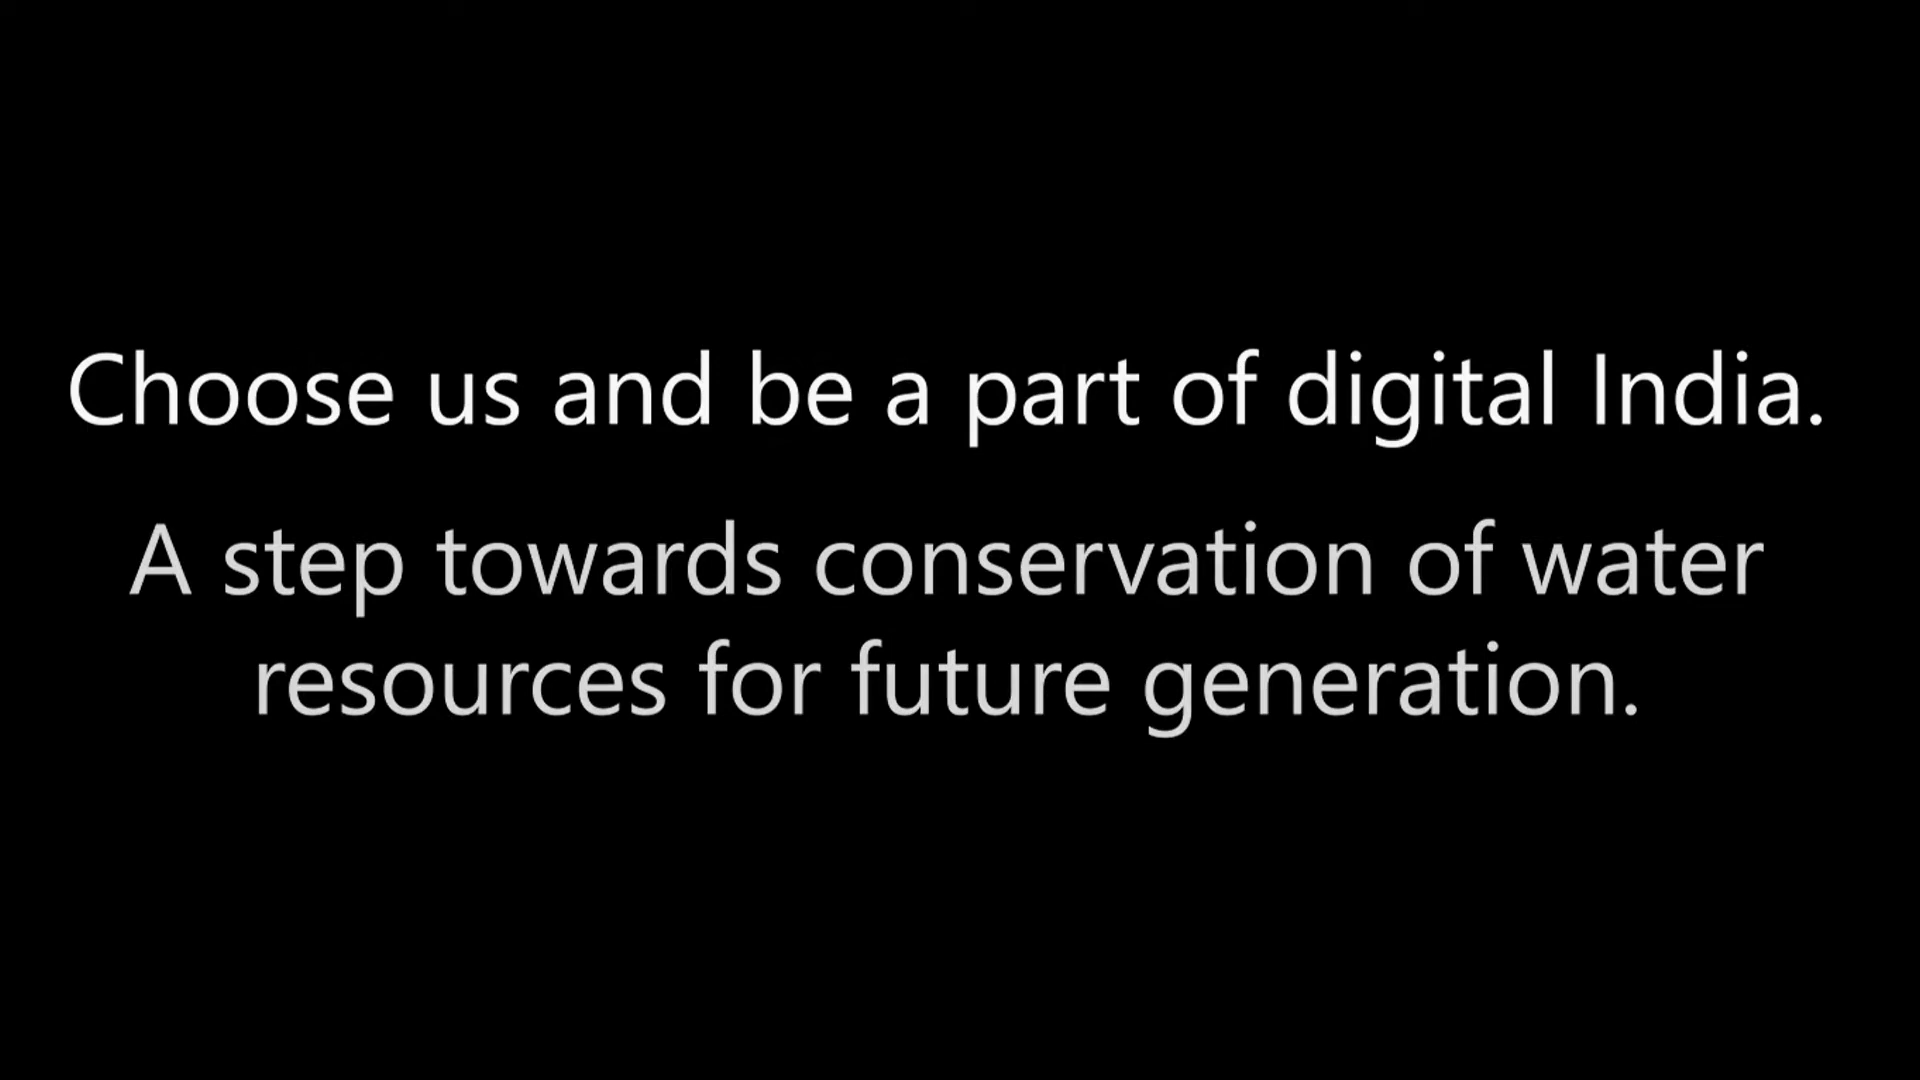 Choose us and be a part of digital India.
A step towards conservation of water
resources for future generation.